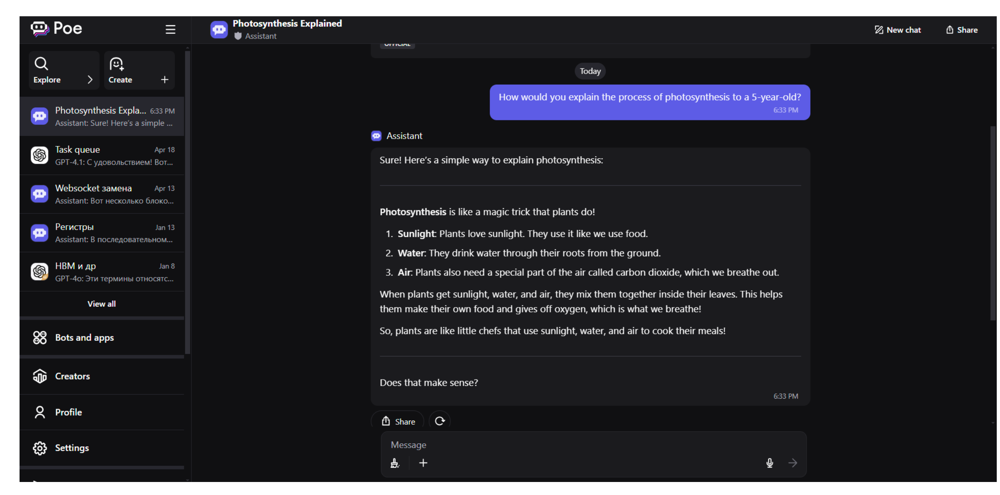 Poe
Explore
Create
Photosynthesis Expla... 6:33 PM
Assistant: Sure! Here's a simple ...
Task queue Apr 18
GPT-4.1: С удовольствием! Вот...
Websocket замена Apr 13
Assistant: Вот несколько блоко...
Регистры Jan 13
Assistant: В последовательном...
HBM и др Jan 8
GPT-4o: Эти термины относятс...
View all
Bots and apps
Creators
Profile
Settings
Photosynthesis Explained
Assistant
New chat
Share
OFFICIAL
Today
How would you explain the process of photosynthesis to a 5-year-old?
6:33 PM
Assistant
Sure! Here's a simple way to explain photosynthesis:
Photosynthesis is like a magic trick that plants do!
1. Sunlight: Plants love sunlight. They use it like we use food.
2. Water: They drink water through their roots from the ground.
3. Air: Plants also need a special part of the air called carbon dioxide, which we breathe out.
When plants get sunlight, water, and air, they mix them together inside their leaves. This helps
them make their own food and gives off oxygen, which is what we breathe!
So, plants are like little chefs that use sunlight, water, and air to cook their meals!
Does that make sense?
6:33 PM
Share
Message